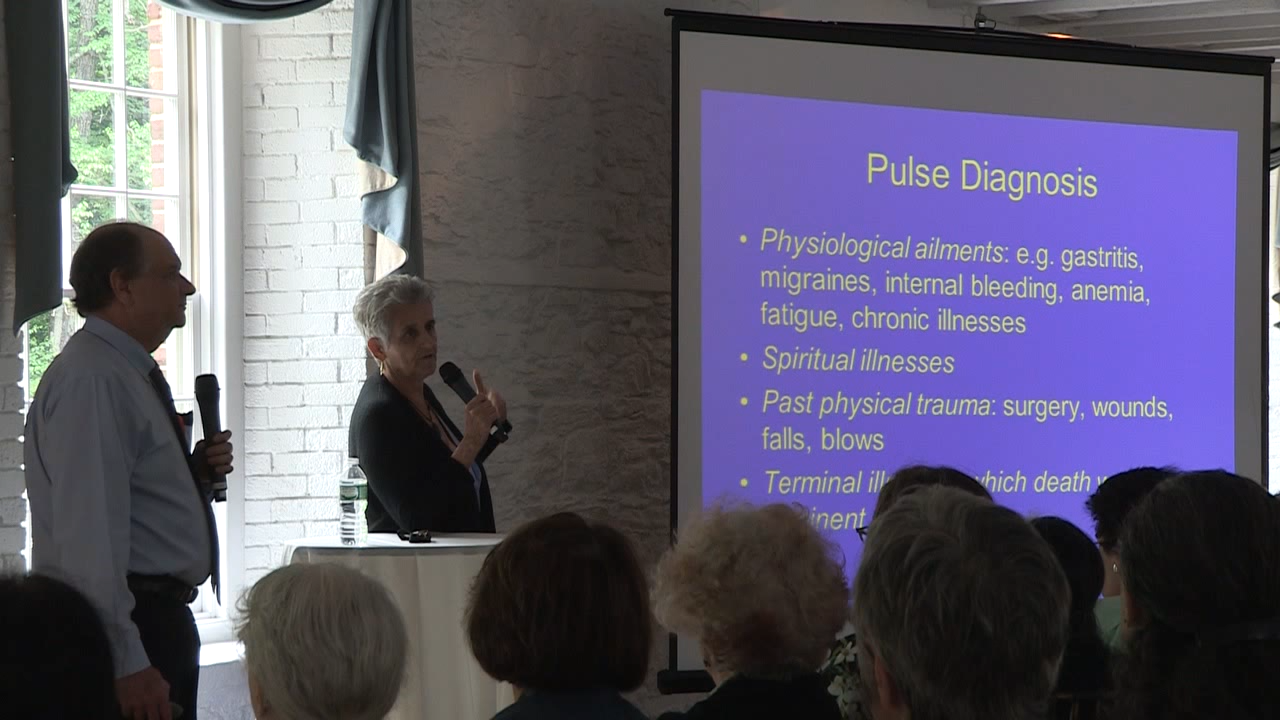 Pulse Diagnosis
• Physiological ailments: e.g. gastritis,
migraines, internal bleeding, anemia,
fatigue, chronic illnesses
• Spiritual illnesses
• Past physical trauma: surgery, wounds,
falls, blows
• Terminal which death